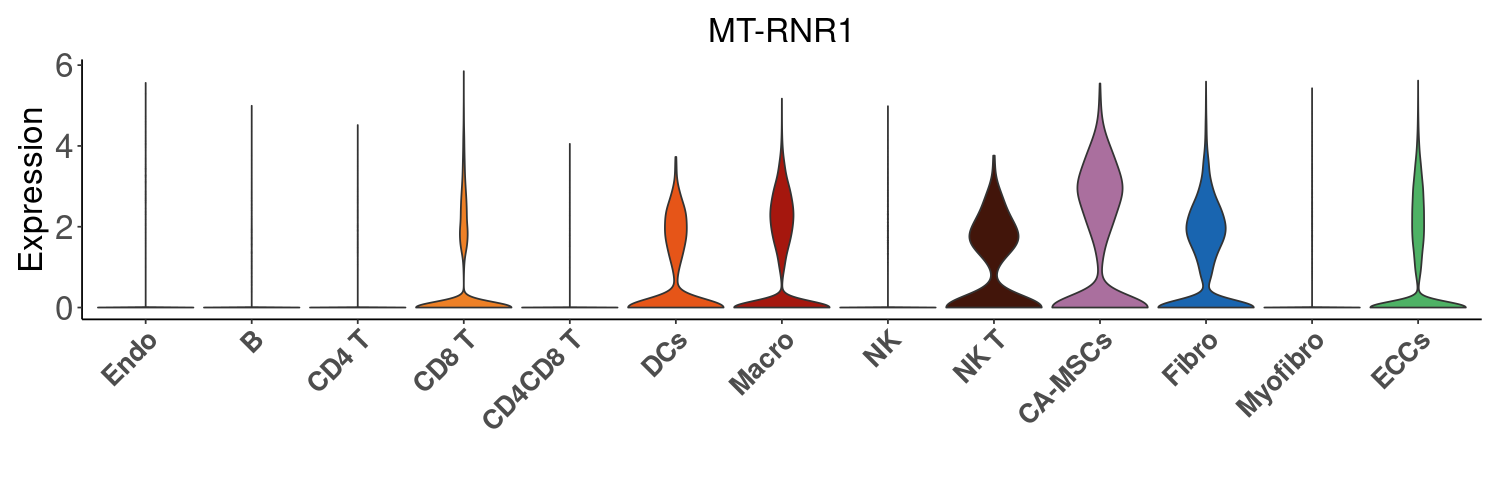 MT-RNR1
Expression
6
4
2
0
Endo
B
CD4 T
CD8 T
CD4CD8 T
DCs
Macro
NK
NK T
CA-MSCs
Fibro
Myofibro
ECCs